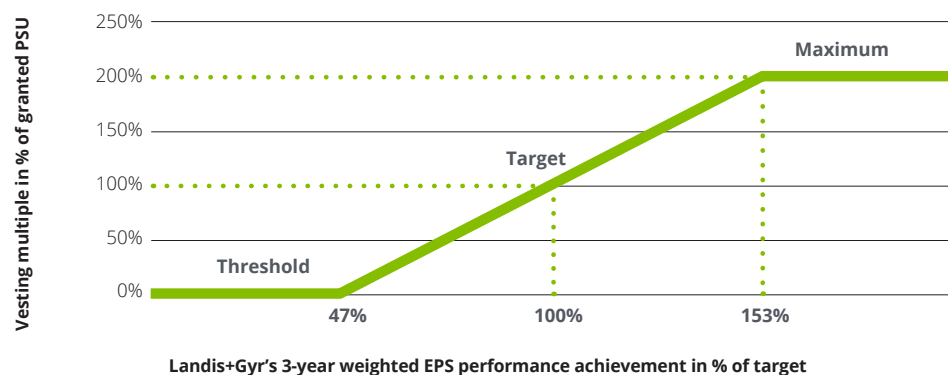 Vesting multiple in % of granted PSU
250%
Maximum
200%
150%
Target
100%
50%
Threshold
0%
47%
100%
153%
Landis+Gyr’s 3-year weighted EPS performance achievement in % of target